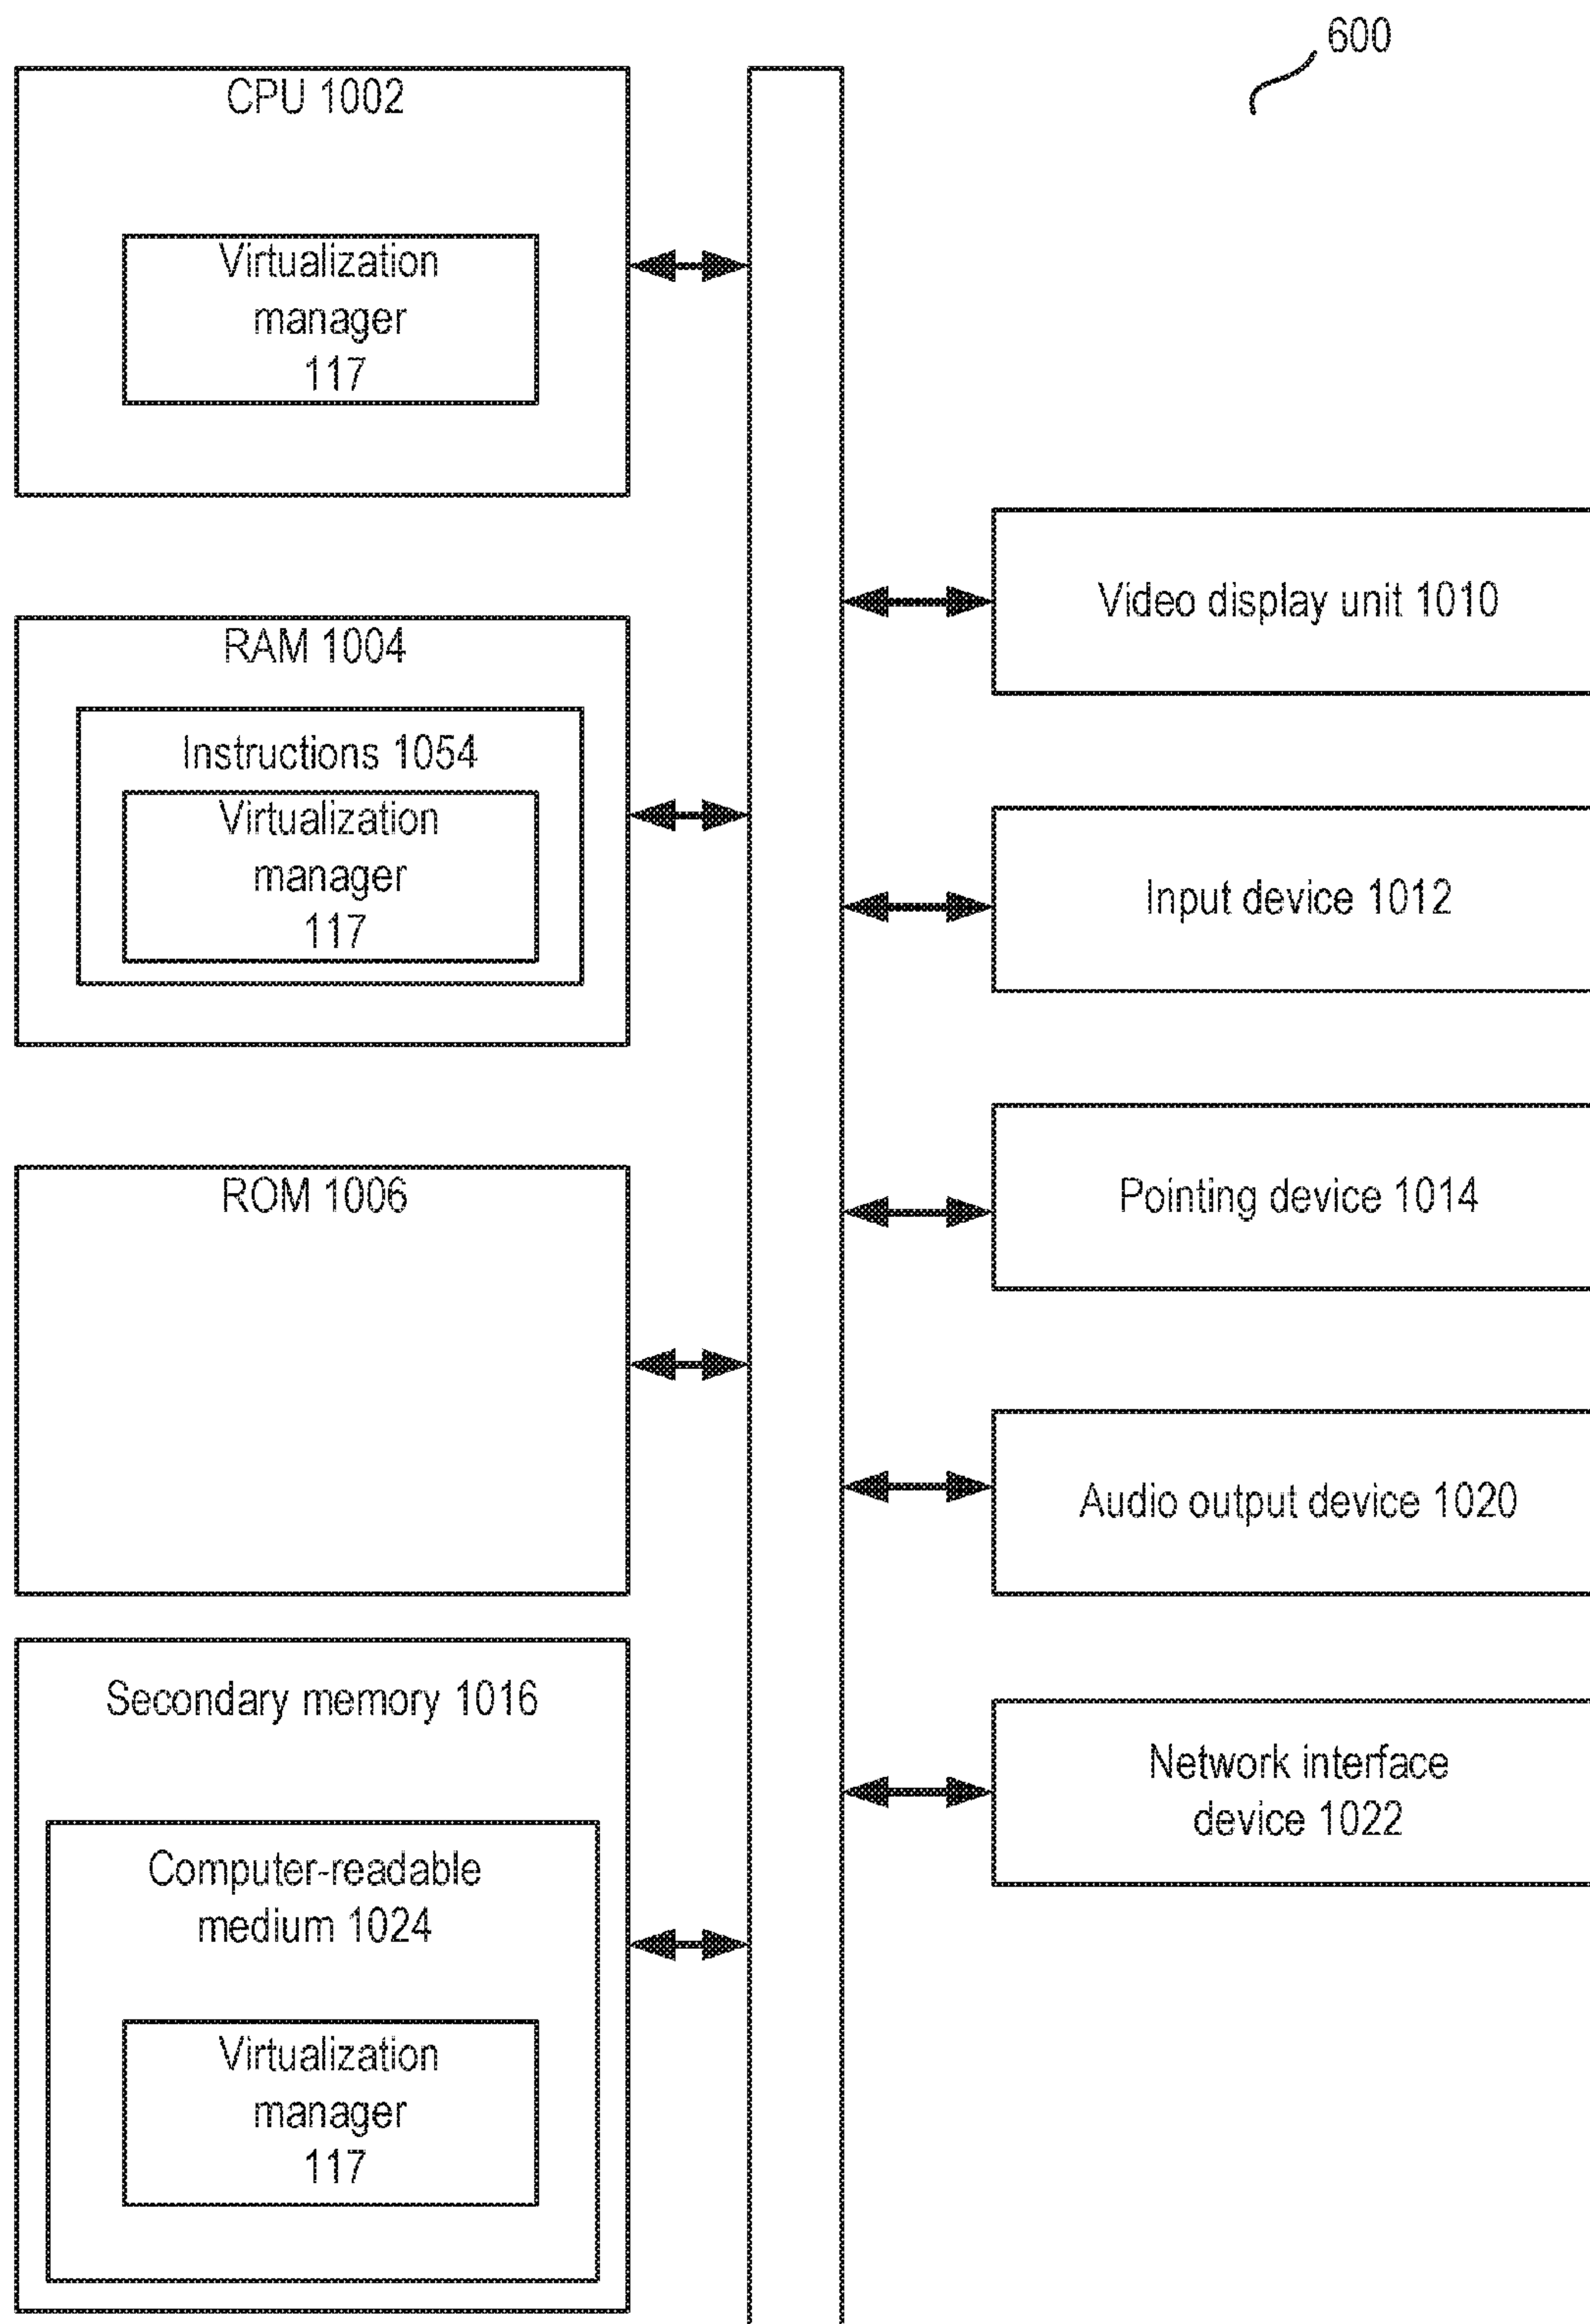 600
CPU 1002
Virtualization
manager
117
RAM 1004
Instructions 1054
Virtualization
manager
117
ROM 1006
Secondary memory 1016
Computer-readable
medium 1024
Virtualization
manager
117
Video display unit 1010
Input device 1012
Pointing device 1014
Audio output device 1020
Network interface
device 1022